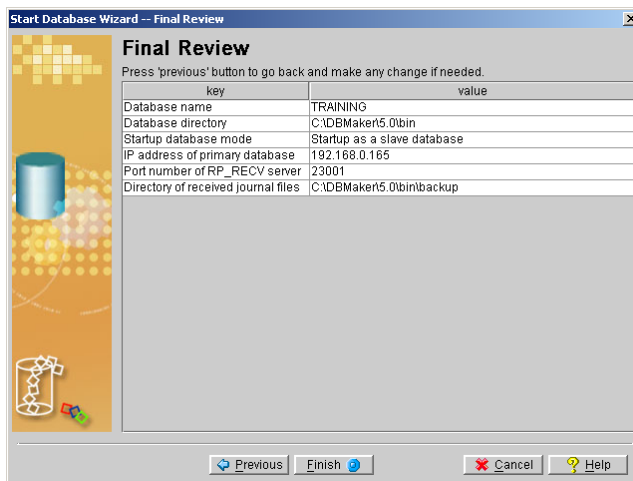 Start Database Wizard -- Final Review
Final Review
Press 'previous' button to go back and make any change if needed.
key value
Database name TRAINING
Database directory C:\DBMaker\5.0\bin
Startup database mode Startup as a slave database
IP address of primary database 192.168.0.165
Port number of RP_RECV server 23001
Directory of received journal files C:\DBMaker\5.0\bin\backup
Previous Finish Cancel Help